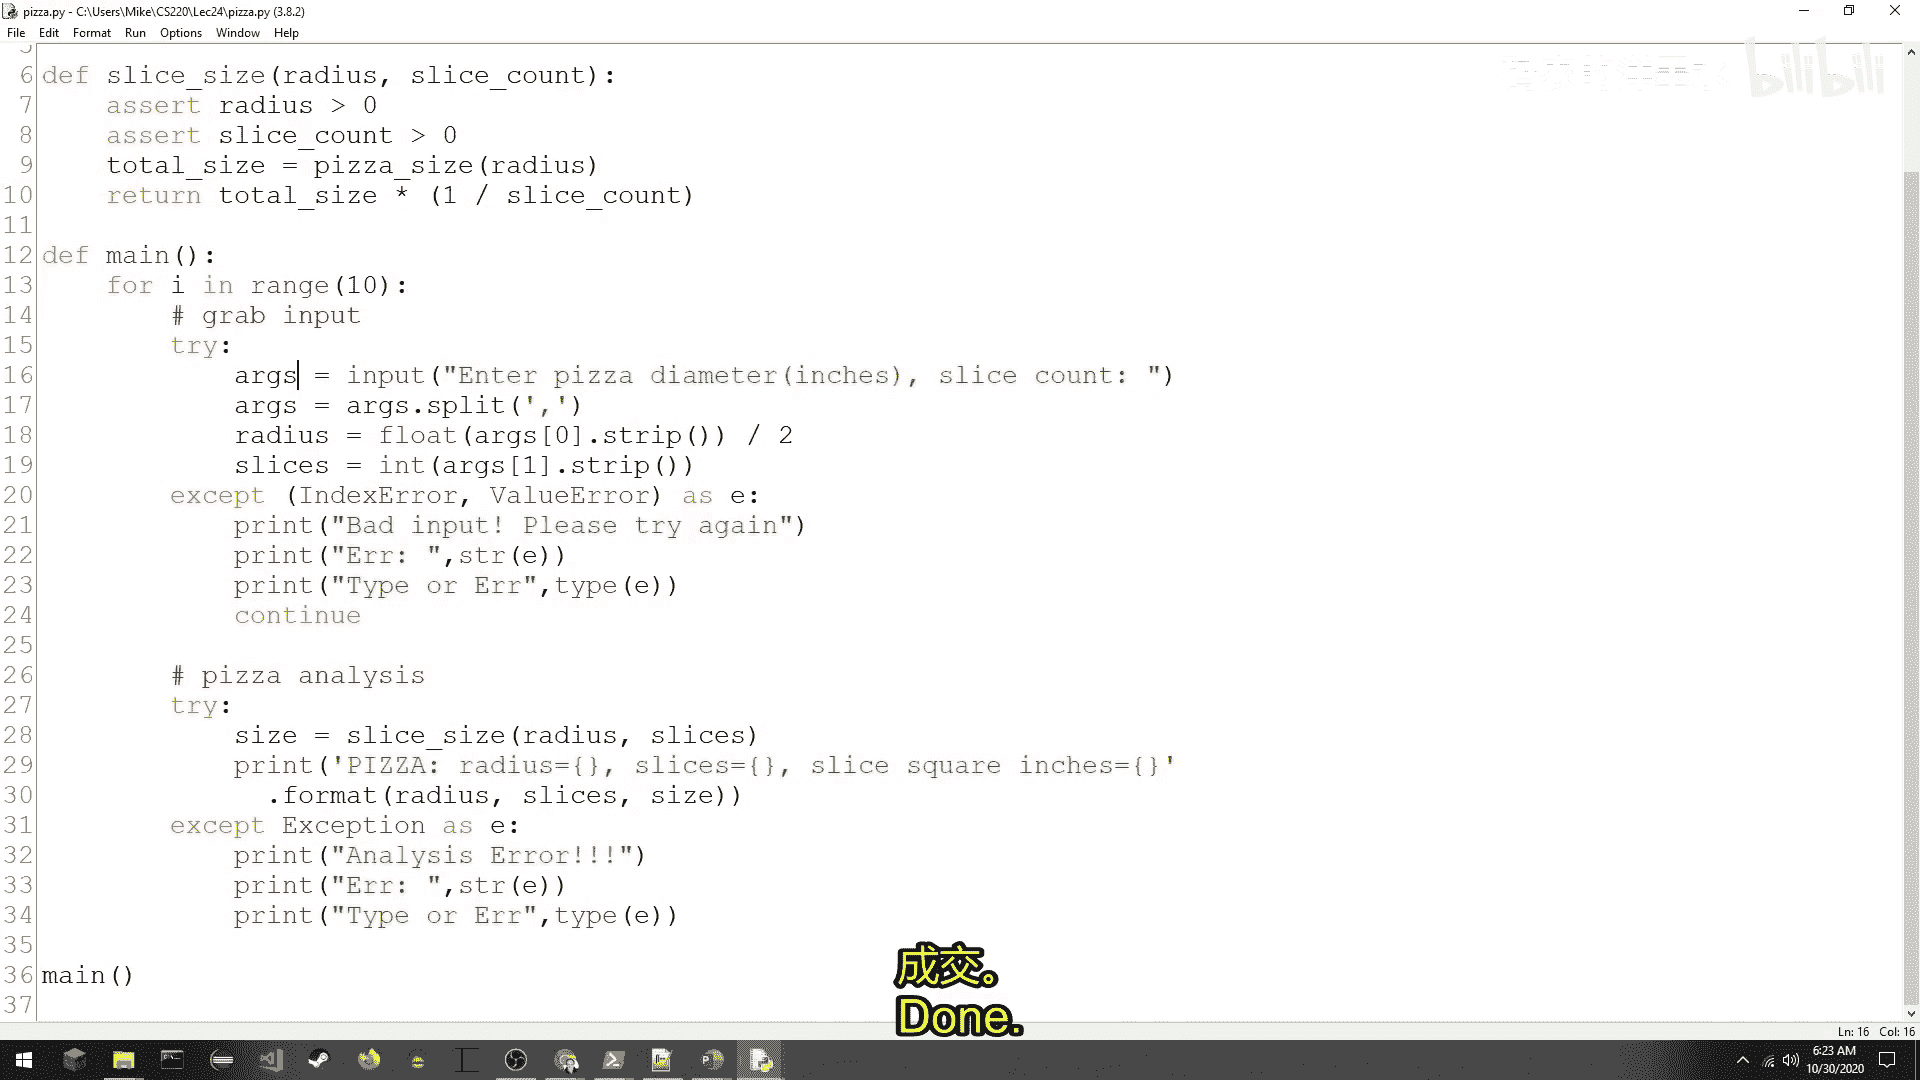 pizza.py - C:\Users\Mike\CS220\Lec24\pizza.py (3.8.2)
File Edit Format Run Options Window Help
bilibili
5
6 def slice_size(radius, slice_count):
7     assert radius > 0
8     assert slice_count > 0
9     total_size = pizza_size(radius)
10     return total_size * (1 / slice_count)
11
12 def main():
13     for i in range(10):
14         # grab input
15         try:
16             args = input("Enter pizza diameter(inches), slice count: ")
17             args = args.split(',')
18             radius = float(args[0].strip()) / 2
19             slices = int(args[1].strip())
20         except (IndexError, ValueError) as e:
21             print("Bad input! Please try again")
22             print("Err: ",str(e))
23             print("Type or Err",type(e))
24             continue
25
26         # pizza analysis
27         try:
28             size = slice_size(radius, slices)
29             print('PIZZA: radius={}, slices={}, slice square inches={}'
30               .format(radius, slices, size))
31         except Exception as e:
32             print("Analysis Error!!!")
33             print("Err: ",str(e))
34             print("Type or Err",type(e))
35
36 main()
37
成交。
Done.
Ln: 16 Col: 16
6:23 AM
10/30/2020